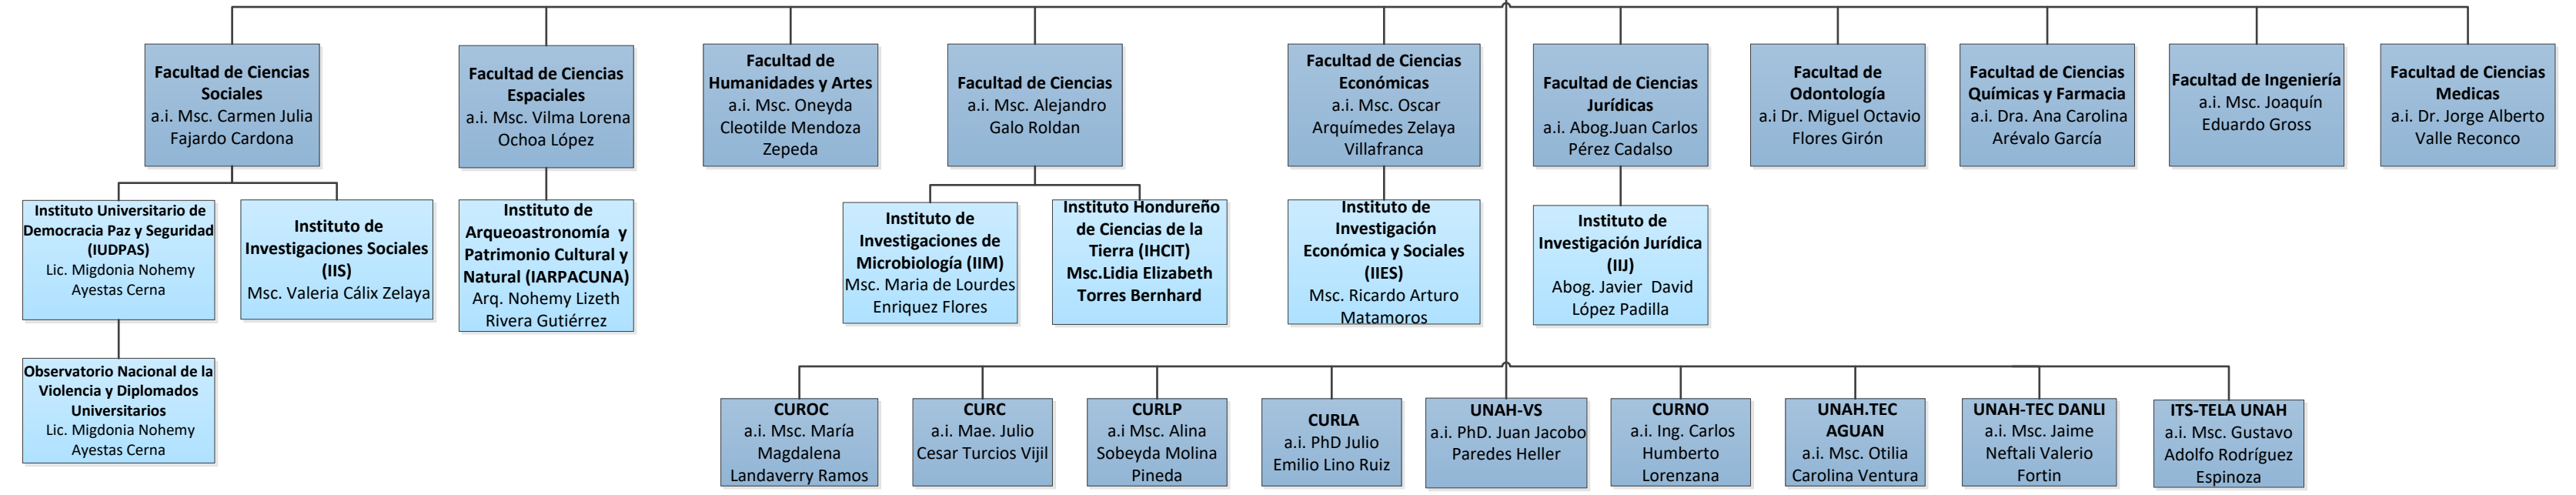 Facultad de Ciencias
Sociales
a.i. Msc. Carmen Julia
Fajardo Cardona
Facultad de Ciencias
Espaciales
a.i. Msc. Vilma Lorena
Ochoa López
Facultad de
Humanidades y Artes
a.i. Msc. Oneyda
Cleotilde Mendoza
Zepeda
Facultad de Ciencias
a.i. Msc. Alejandro
Galo Roldan
Facultad de Ciencias
Económicas
a.i. Msc. Oscar
Arquímedes Zelaya
Villafranca
Facultad de Ciencias
Jurídicas
a.i. Abog.Juan Carlos
Pérez Cadalso
Facultad de
Odontología
a.i Dr. Miguel Octavio
Flores Girón
Facultad de Ciencias
Químicas y Farmacia
a.i. Dra. Ana Carolina
Arévalo García
Facultad de Ingeniería
a.i. Msc. Joaquín
Eduardo Gross
Facultad de Ciencias
Medicas
a.i. Dr. Jorge Alberto
Valle Reconco
Instituto Universitario de
Democracia Paz y Seguridad
(IUDPAS)
Lic. Migdonia Nohemy
Ayestas Cerna
Instituto de
Investigaciones Sociales
(IIS)
Msc. Valeria Cálix Zelaya
Instituto de
Arqueoastronomía y
Patrimonio Cultural y
Natural (IARPACUNA)
Arq. Nohemy Lizeth
Rivera Gutiérrez
Instituto de
Investigaciones de
Microbiología (IIM)
Msc. Maria de Lourdes
Enriquez Flores
Instituto Hondureño
de Ciencias de la
Tierra (IHCIT)
Msc.Lidia Elizabeth
Torres Bernhard
Instituto de
Investigación
Económica y Sociales
(IIES)
Msc. Ricardo Arturo
Matamoros
Instituto de
Investigación Jurídica
(IIJ)
Abog. Javier David
López Padilla
Observatorio Nacional de la
Violencia y Diplomados
Universitarios
Lic. Migdonia Nohemy
Ayestas Cerna
CUROC
a.i. Msc. María
Magdalena
Landaverry Ramos
CURC
a.i. Mae. Julio
Cesar Turcios Vijil
CURLP
a.i Msc. Alina
Sobeyda Molina
Pineda
CURLA
a.i. PhD Julio
Emilio Lino Ruiz
UNAH-VS
a.i. PhD. Juan Jacobo
Paredes Heller
CURNO
a.i. Ing. Carlos
Humberto
Lorenzana
UNAH.TEC
AGUAN
a.i. Msc. Otilia
Carolina Ventura
UNAH-TEC DANLI
a.i. Msc. Jaime
Neftali Valerio
Fortin
ITS-TELA UNAH
a.i. Msc. Gustavo
Adolfo Rodríguez
Espinoza